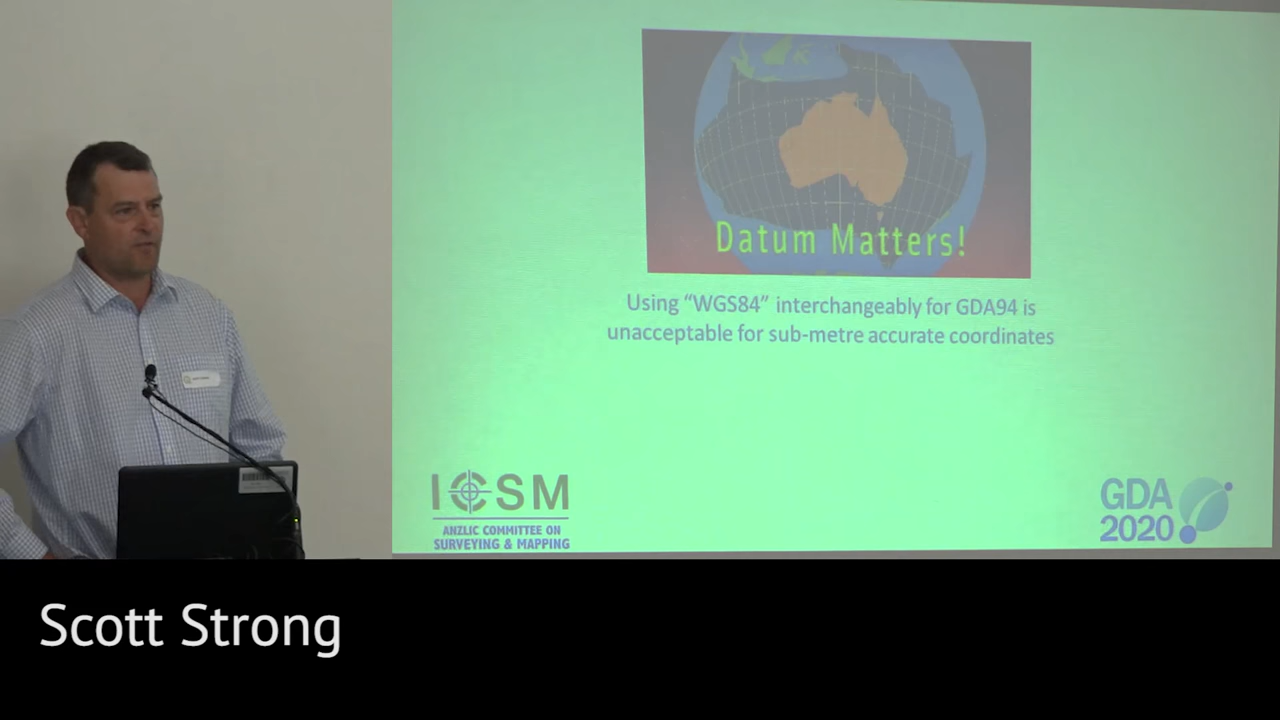 Datum Matters!
Using “WGS84” interchangeably for GDA94 is
unacceptable for sub-metre accurate coordinates
ICSM
ANZLIC COMMITTEE ON
SURVEYING & MAPPING
GDA
2020
Scott Strong